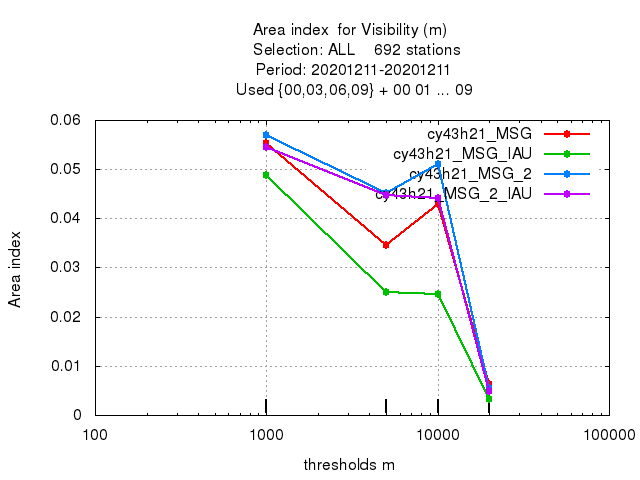 Area index  for Visibility (m)
Selection: ALL    692 stations
Period: 20201211-20201211
Used {00,03,06,09} + 00 01 ... 09
0.06
0.05
0.04
0.03
0.02
0.01
0
Area index
cy43h21_MSG
cy43h21_MSG_IAU
cy43h21_MSG_2
cy43h21_MSG_2_IAU
100 1000 10000 100000
thresholds m